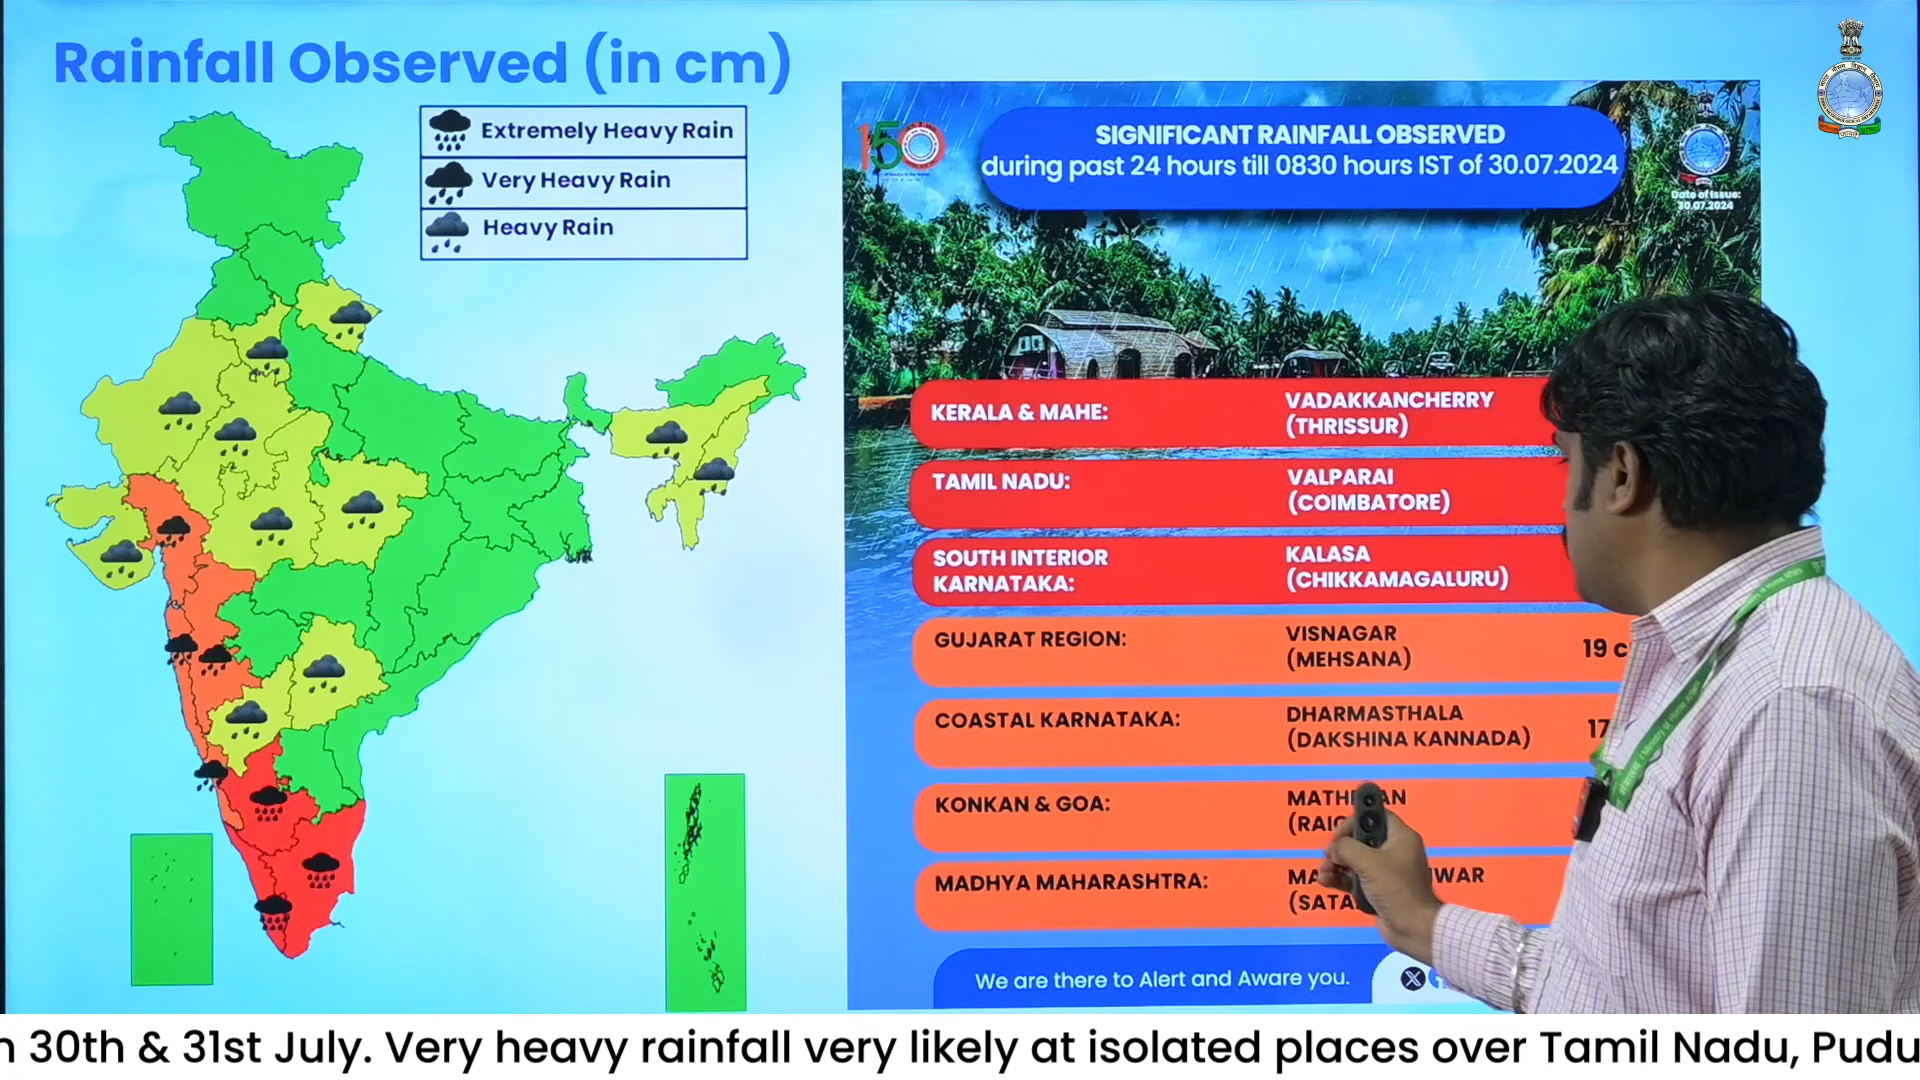 Rainfall Observed (in cm)
Extremely Heavy Rain
Very Heavy Rain
Heavy Rain
150
SIGNIFICANT RAINFALL OBSERVED
during past 24 hours till 0830 hours IST of 30.07.2024
Date of Issue:
30.07.2024
KERALA & MAHE:
VADAKKANCHERRY
(THRISSUR)
TAMIL NADU:
VALPARAI
(COIMBATORE)
SOUTH INTERIOR
KARNATAKA:
KALASA
(CHIKKAMAGALURU)
GUJARAT REGION:
VISNAGAR
(MEHSANA)
19 c
COASTAL KARNATAKA:
DHARMASTHALA
(DAKSHINA KANNADA)
17
KONKAN & GOA:
MADHYA MAHARASHTRA:
We are there to Alert and Aware you.
30th & 31st July. Very heavy rainfall very likely at isolated places over Tamil Nadu, Pudu